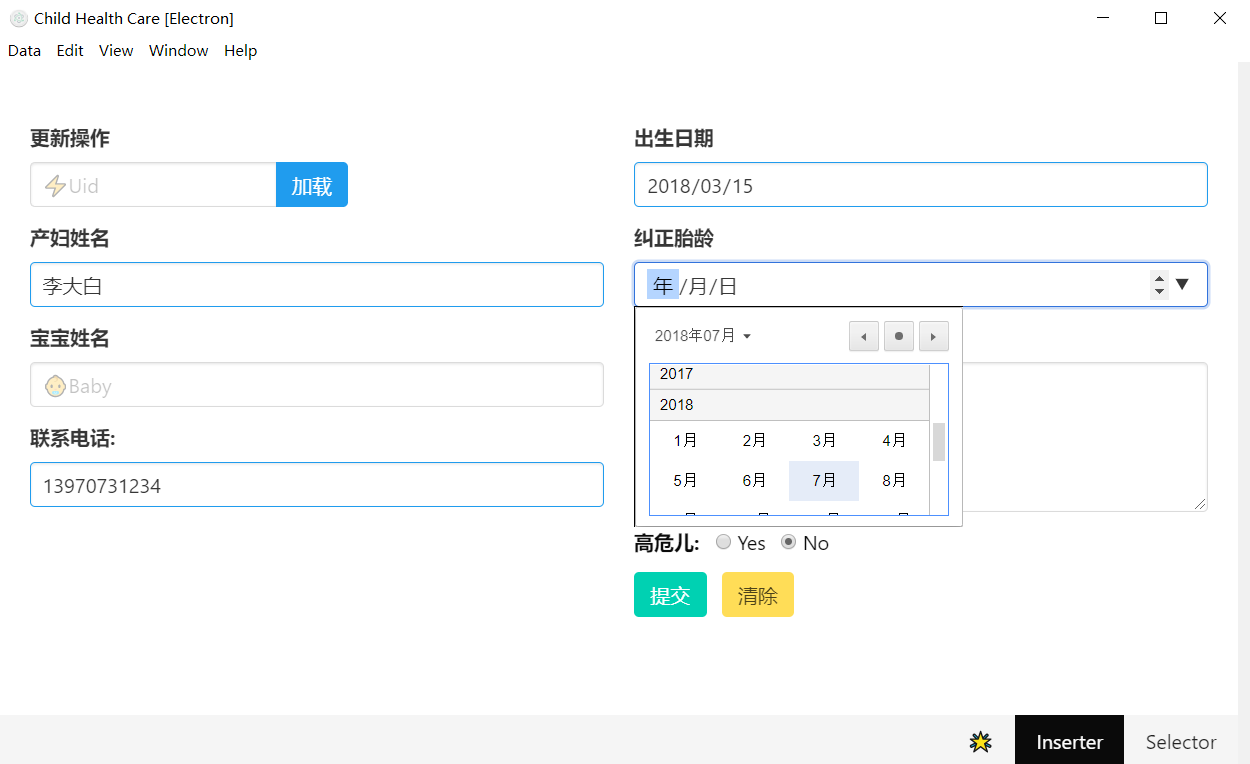 Child Health Care [Electron]
Data Edit View Window Help
更新操作
Uid 加载
产妇姓名
李大白
宝宝姓名
Baby
联系电话:
13970731234
出生日期
2018/03/15
纠正胎龄
年/月/日
2018年07月
2017
2018
1月 2月 3月 4月
5月 6月 7月 8月
高危儿: Yes No
提交 清除
Inserter Selector